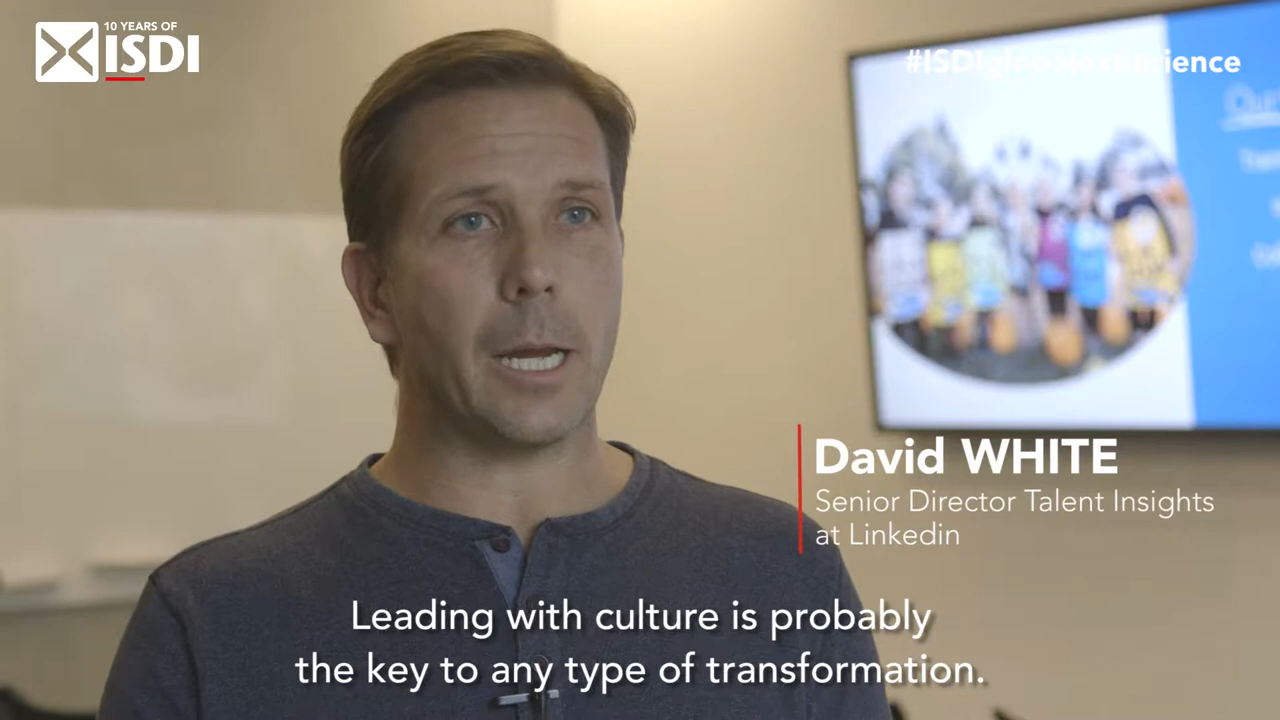 10 YEARS OF
ISDI
#ISDIglobalexperience
David WHITE
Senior Director Talent Insights
at Linkedin
Leading with culture is probably
the key to any type of transformation.